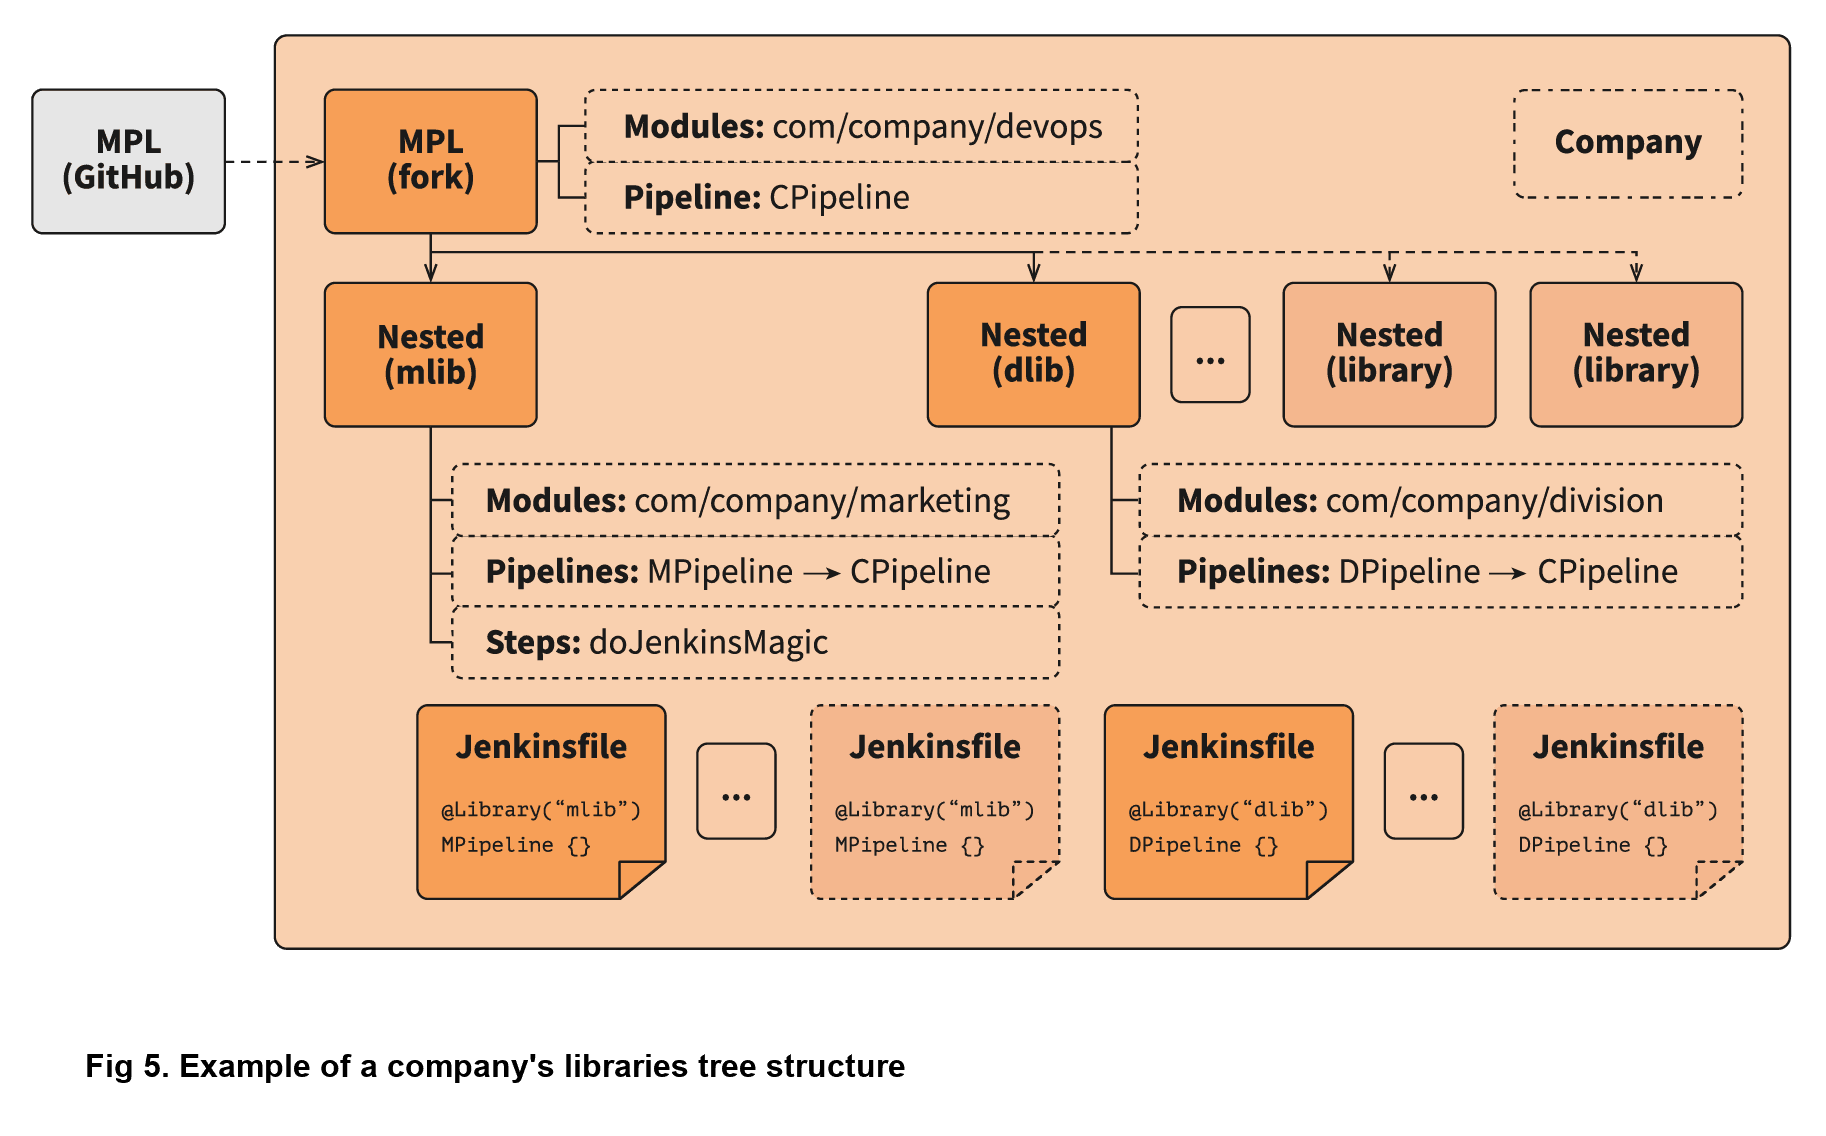 MPL
(GitHub)
MPL
(fork)
Modules: com/company/devops
Pipeline: CPipeline
Company
Nested
(mlib)
Nested
(dlib)
...
Nested
(library)
Nested
(library)
Modules: com/company/marketing
Pipelines: MPipeline → CPipeline
Steps: doJenkinsMagic
Modules: com/company/division
Pipelines: DPipeline → CPipeline
Jenkinsfile
@Library(“mlib”)
MPipeline {}
...
Jenkinsfile
@Library(“mlib”)
MPipeline {}
Jenkinsfile
@Library(“dlib”)
DPipeline {}
...
Jenkinsfile
@Library(“dlib”)
DPipeline {}
Fig 5. Example of a company's libraries tree structure